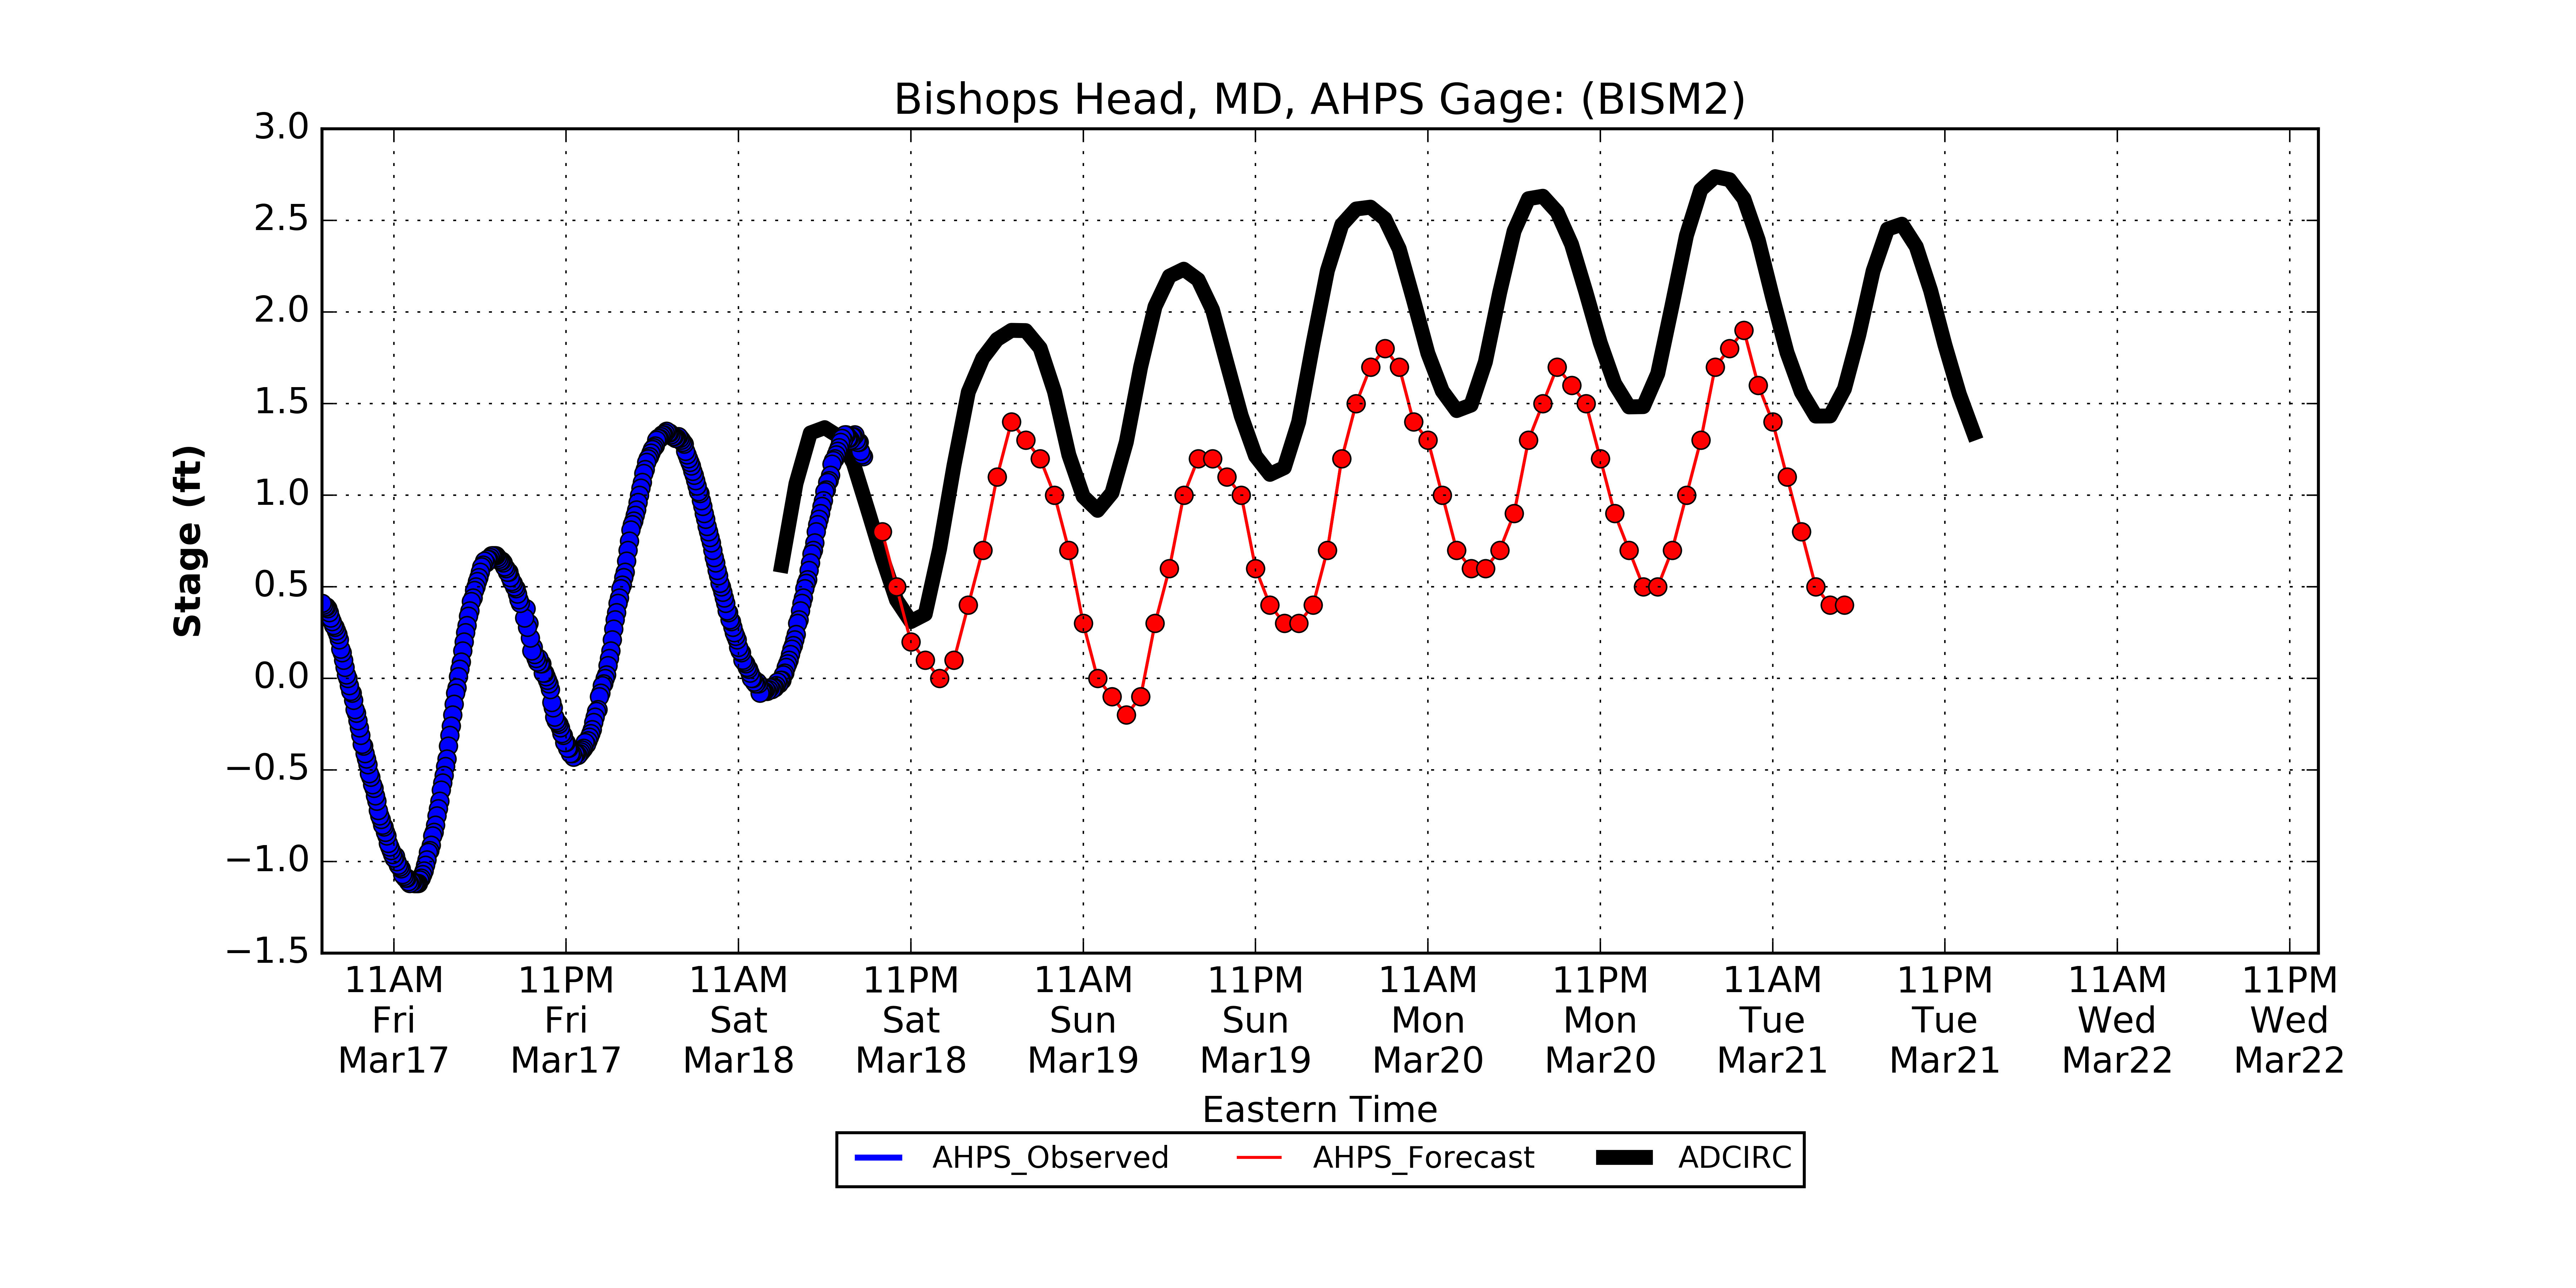 Bishops Head, MD, AHPS Gage: (BISM2)
3.0
2.5
2.0
1.5
1.0
0.5
0.0
−0.5
−1.0
−1.5
Stage (ft)
11AM 11PM 11AM 11PM 11AM 11PM 11AM 11PM 11AM 11PM 11AM 11PM
Fri Fri Sat Sat Sun Sun Mon Mon Tue Tue Wed Wed
Mar17 Mar17 Mar18 Mar18 Mar19 Mar19 Mar20 Mar20 Mar21 Mar21 Mar22 Mar22
Eastern Time
AHPS_Observed AHPS_Forecast ADCIRC